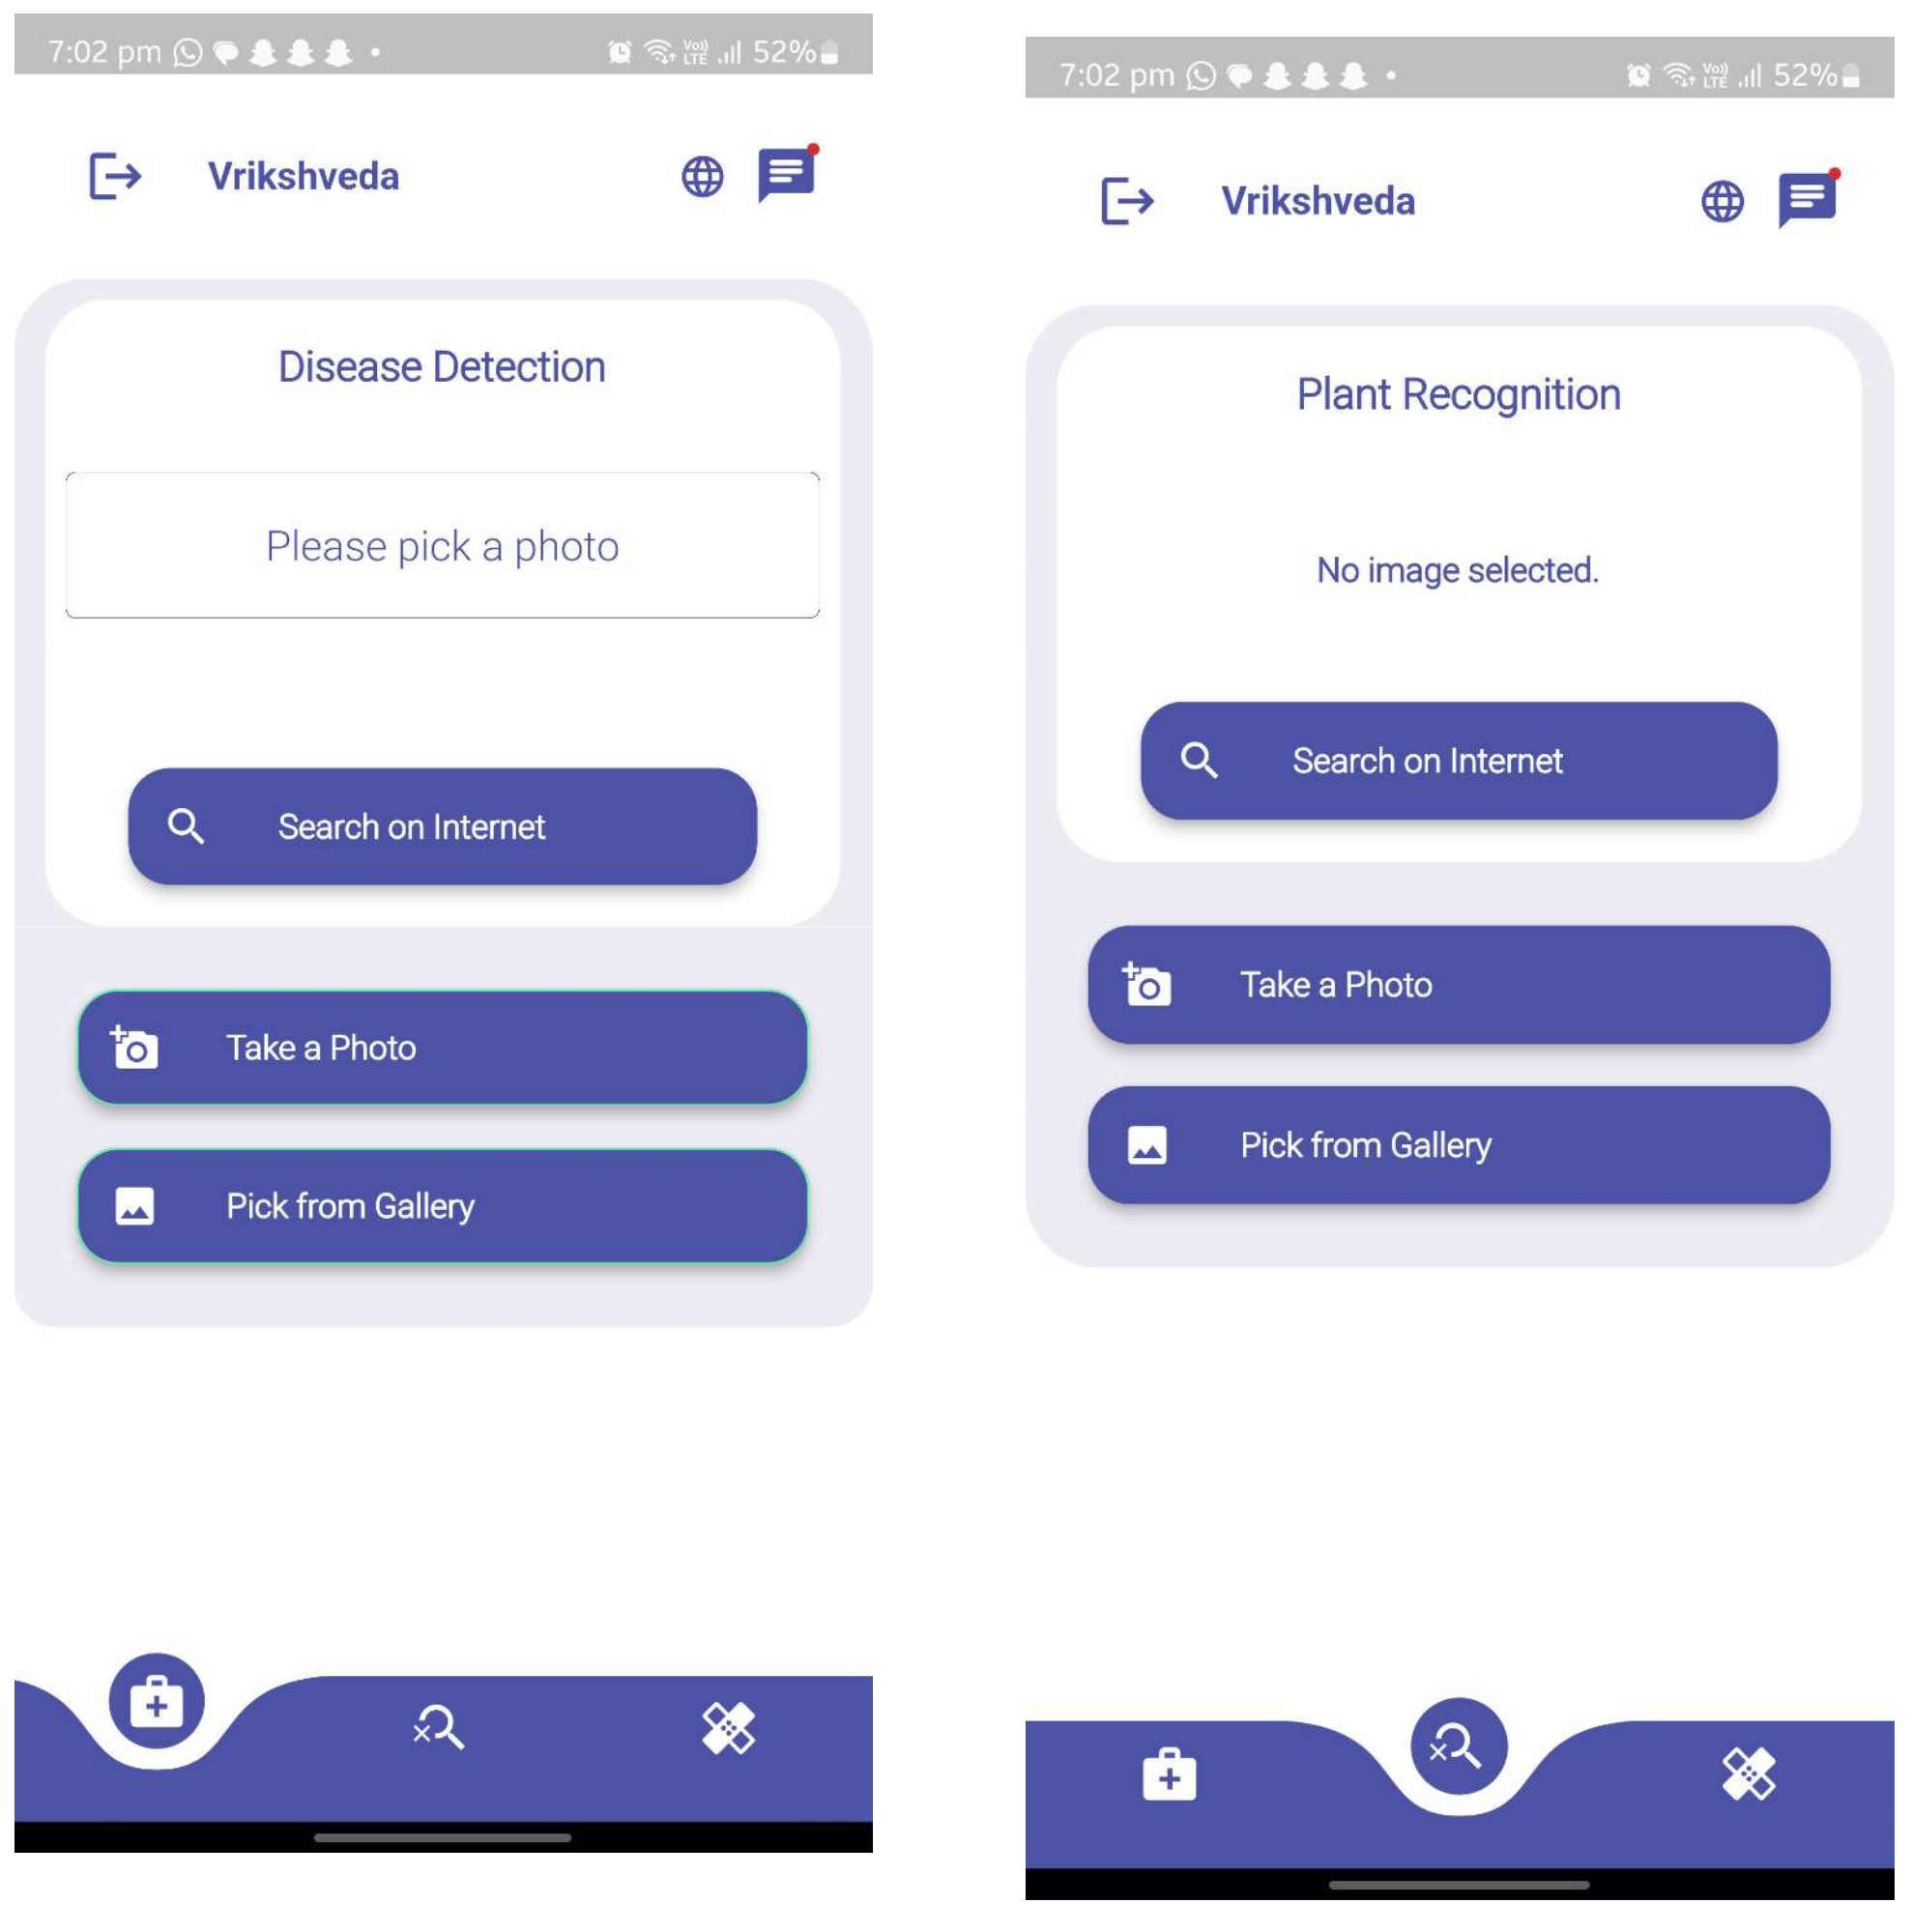 7:02 pm
Vo)) LTE
52%
Vrikshveda
Disease Detection
Please pick a photo
Search on Internet
Take a Photo
Pick from Gallery
7:02 pm
Vo)) LTE
52%
Vrikshveda
Plant Recognition
No image selected.
Search on Internet
Take a Photo
Pick from Gallery